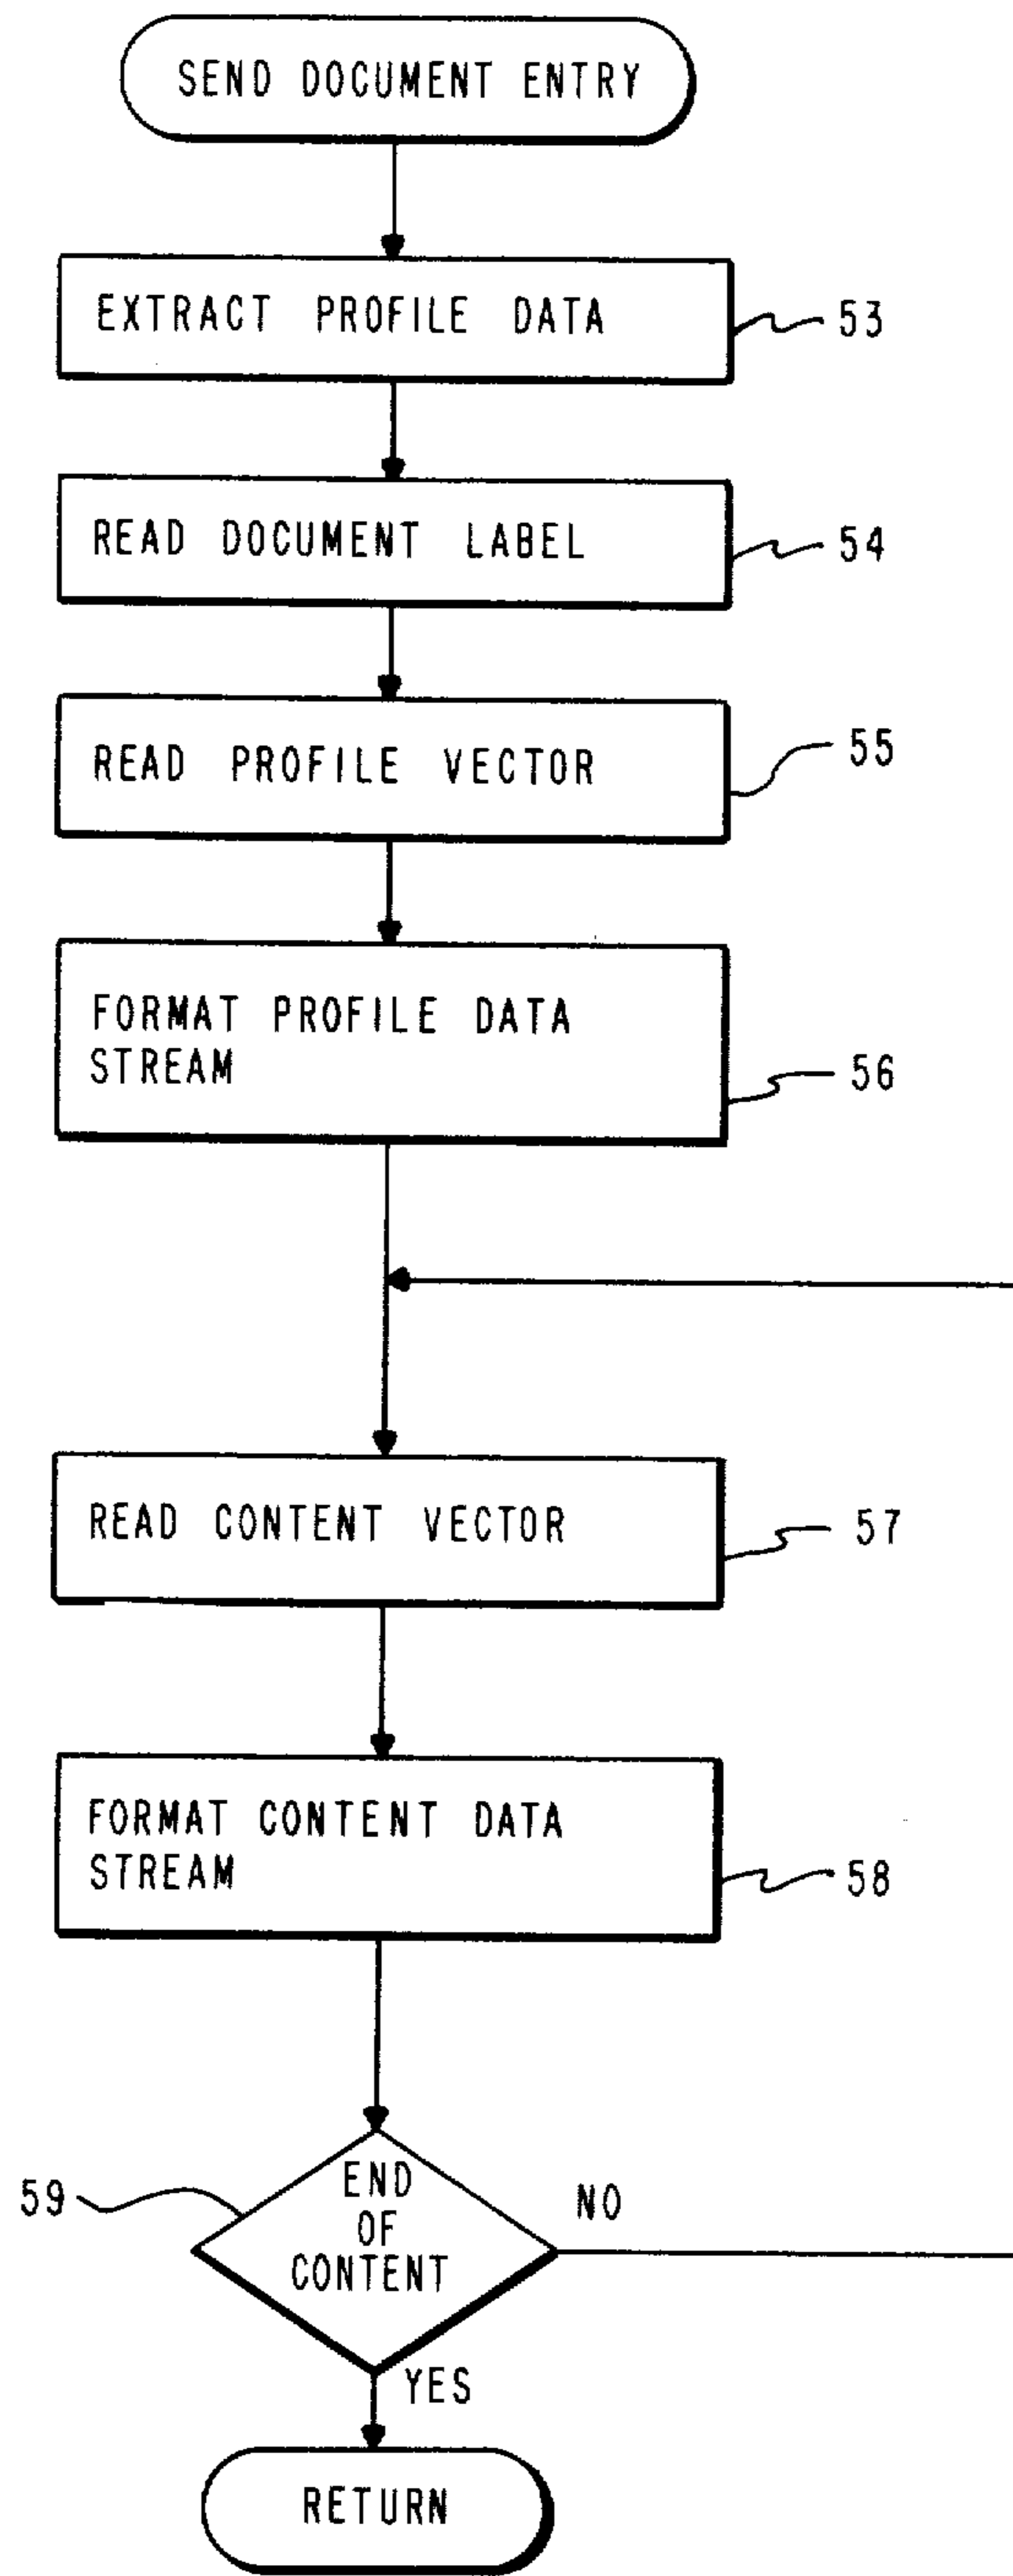 SEND DOCUMENT ENTRY
EXTRACT PROFILE DATA
53
READ DOCUMENT LABEL
54
READ PROFILE VECTOR
55
FORMAT PROFILE DATA
STREAM
56
READ CONTENT VECTOR
57
FORMAT CONTENT DATA
STREAM
58
59
END
OF
CONTENT
NO
YES
RETURN